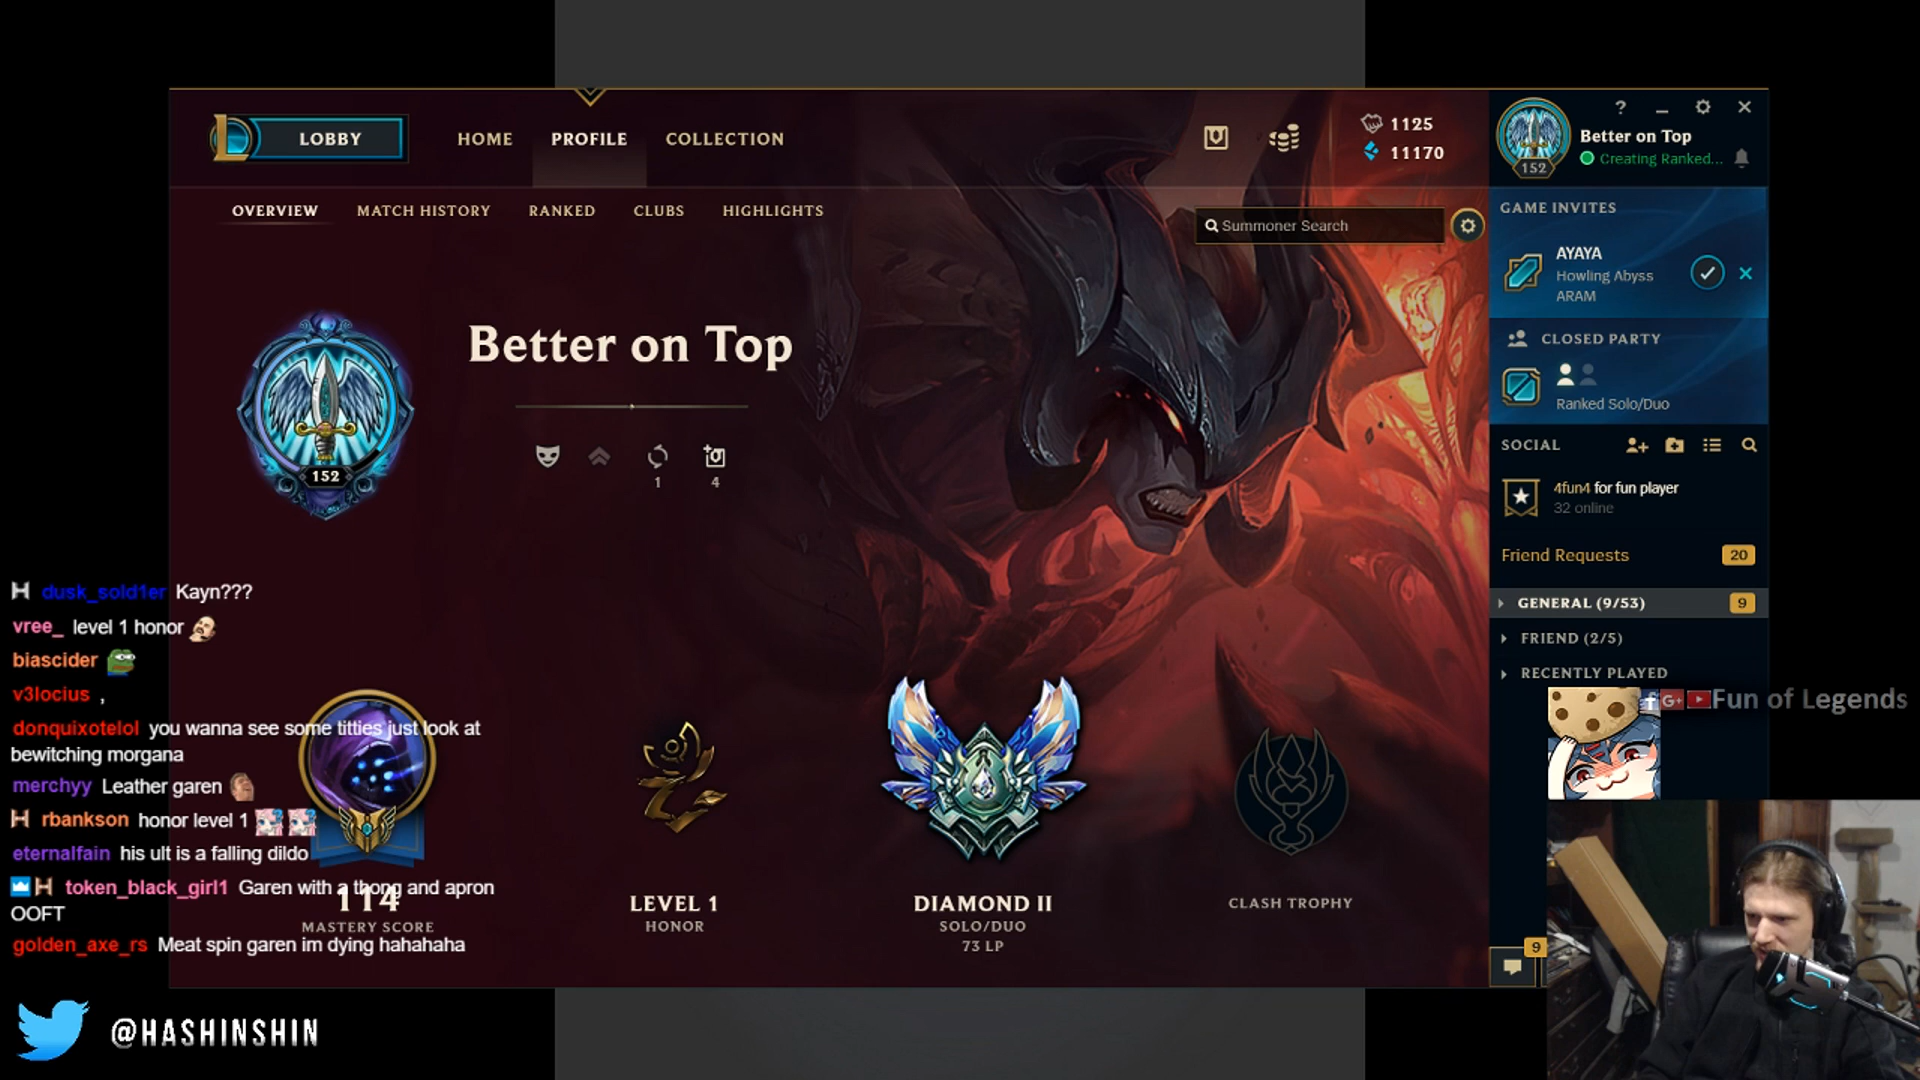 LOBBY
HOME
PROFILE
COLLECTION
1125
11170
?
Better on Top
152
Creating Ranked...
OVERVIEW
MATCH HISTORY
RANKED
CLUBS
HIGHLIGHTS
Summoner Search
GAME INVITES
AYAYA
Howling Abyss
ARAM
CLOSED PARTY
Ranked Solo/Duo
Better on Top
152
1
4
SOCIAL
4fun4 for fun player
32 online
Friend Requests
20
GENERAL (9/53)
9
FRIEND (2/5)
RECENTLY PLAYED
f G+ Fun of Legends
H dusk_sold1er Kayn???
vree_ level 1 honor
biascider
v3locius ,
donquixotelol you wanna see some titties just look at
bewitching morgana
merchyy Leather garen
H rbankson honor level 1
eternalfain his ult is a falling dildo
H token_black_girl1 Garen with a thong and apron
OOFT
golden_axe_rs Meat spin garen im dying hahahaha
114
MASTERY SCORE
LEVEL 1
HONOR
DIAMOND II
SOLO/DUO
73 LP
CLASH TROPHY
9
@HASHINSHIN